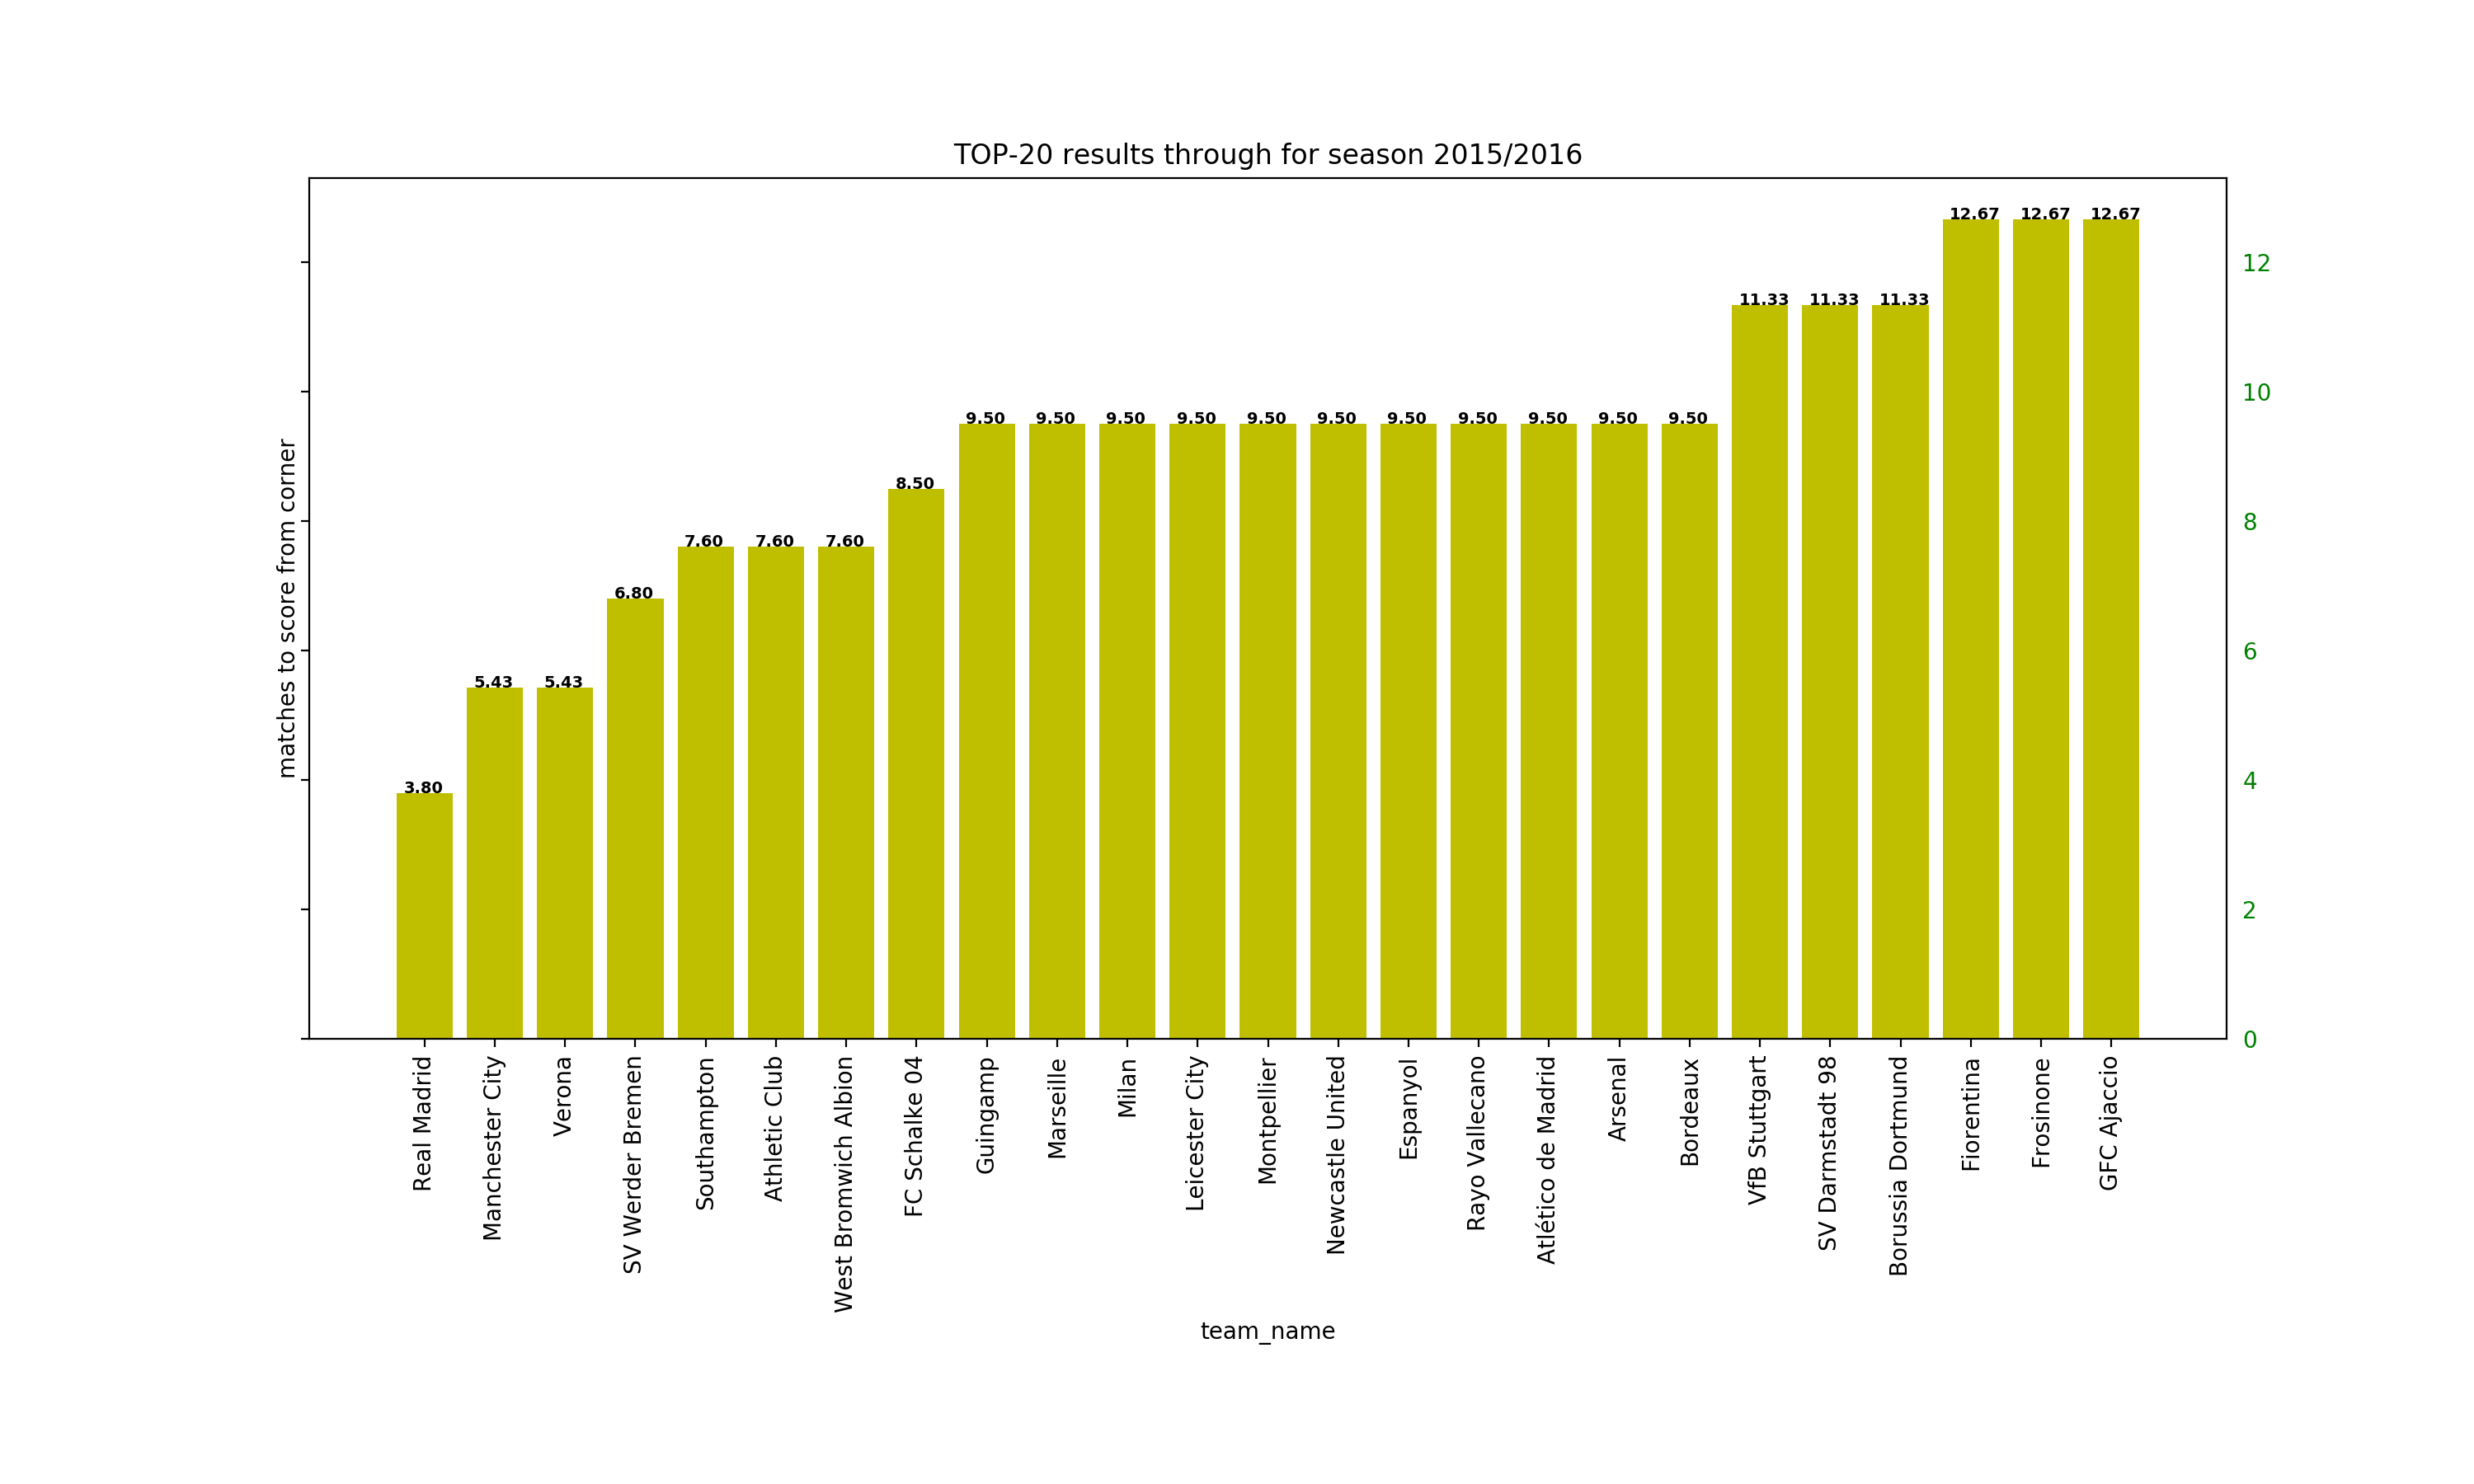 TOP-20 results through for season 2015/2016
matches to score from corner
3.80
5.43
5.43
6.80
7.60
7.60
7.60
8.50
9.50
9.50
9.50
9.50
9.50
9.50
9.50
9.50
9.50
9.50
9.50
11.33
11.33
11.33
12.67
12.67
12.67
12
10
8
6
4
2
0
Real Madrid
Manchester City
Verona
SV Werder Bremen
Southampton
Athletic Club
West Bromwich Albion
FC Schalke 04
Guingamp
Marseille
Milan
Leicester City
Montpellier
Newcastle United
Espanyol
Rayo Vallecano
Atlético de Madrid
Arsenal
Bordeaux
VfB Stuttgart
SV Darmstadt 98
Borussia Dortmund
Fiorentina
Frosinone
GFC Ajaccio
team_name